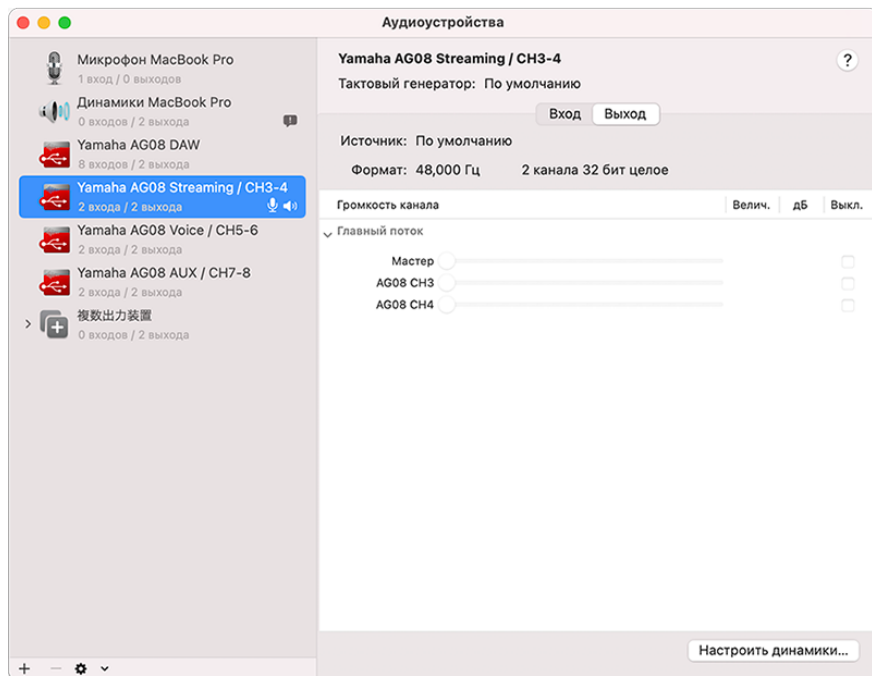 Аудиоустройства
Микрофон MacBook Pro
1 вход / 0 выходов
Динамики MacBook Pro
0 входов / 2 выхода
Yamaha AG08 DAW
8 входов / 2 выхода
Yamaha AG08 Streaming / CH3-4
2 входа / 2 выхода
Yamaha AG08 Voice / CH5-6
2 входа / 2 выхода
Yamaha AG08 AUX / CH7-8
2 входа / 2 выхода
複数出力装置
0 входов / 2 выхода
Yamaha AG08 Streaming / CH3-4
?
Тактовый генератор: По умолчанию
Вход Выход
Источник: По умолчанию
Формат: 48,000 Гц 2 канала 32 бит целое
Громкость канала Велич. дБ Выкл.
Главный поток
Мастер
AG08 CH3
AG08 CH4
Настроить динамики...